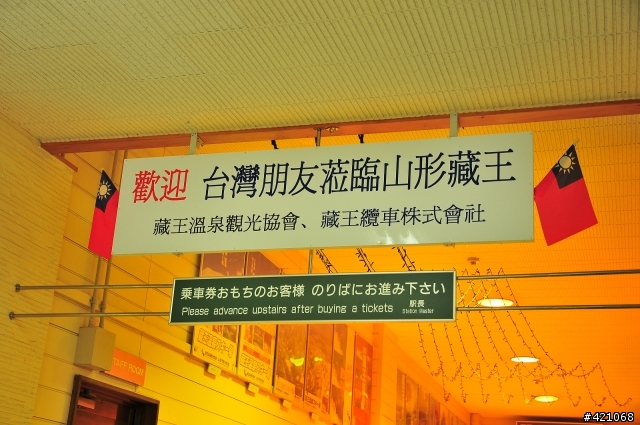 歡迎 台灣朋友蒞臨山形藏王
藏王溫泉觀光協會、藏王纜車株式會社
乗車券おもちのお客様 のりばにお進み下さい
Please advance upstairs after buying a tickets
駅長
Station Master
STAFF ROOM
#421068